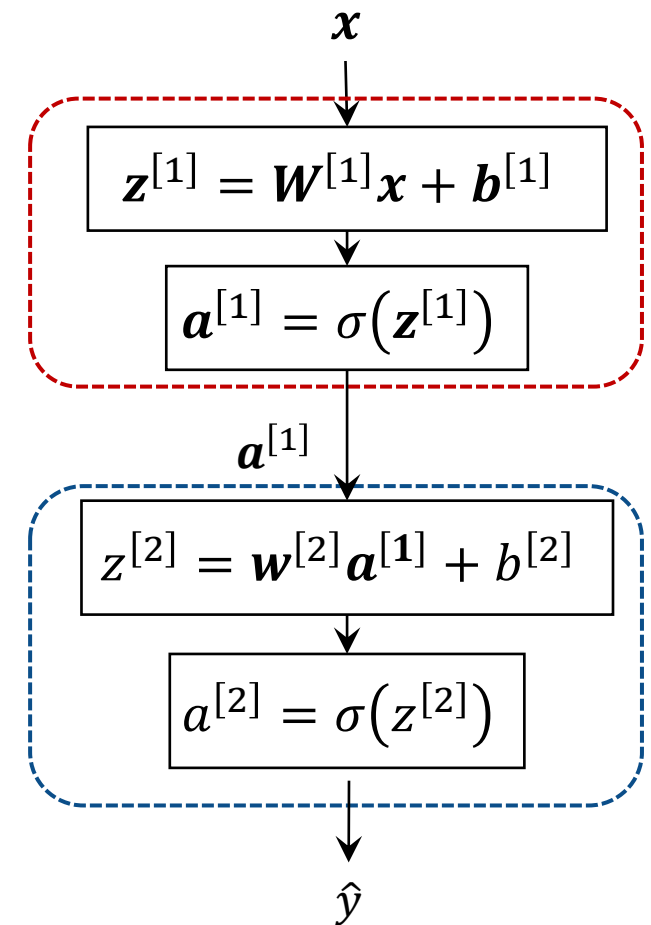 x
z^[1] = W^[1]x + b^[1]
a^[1] = σ(z^[1])
a^[1]
z^[2] = w^[2]a^[1] + b^[2]
a^[2] = σ(z^[2])
ŷ